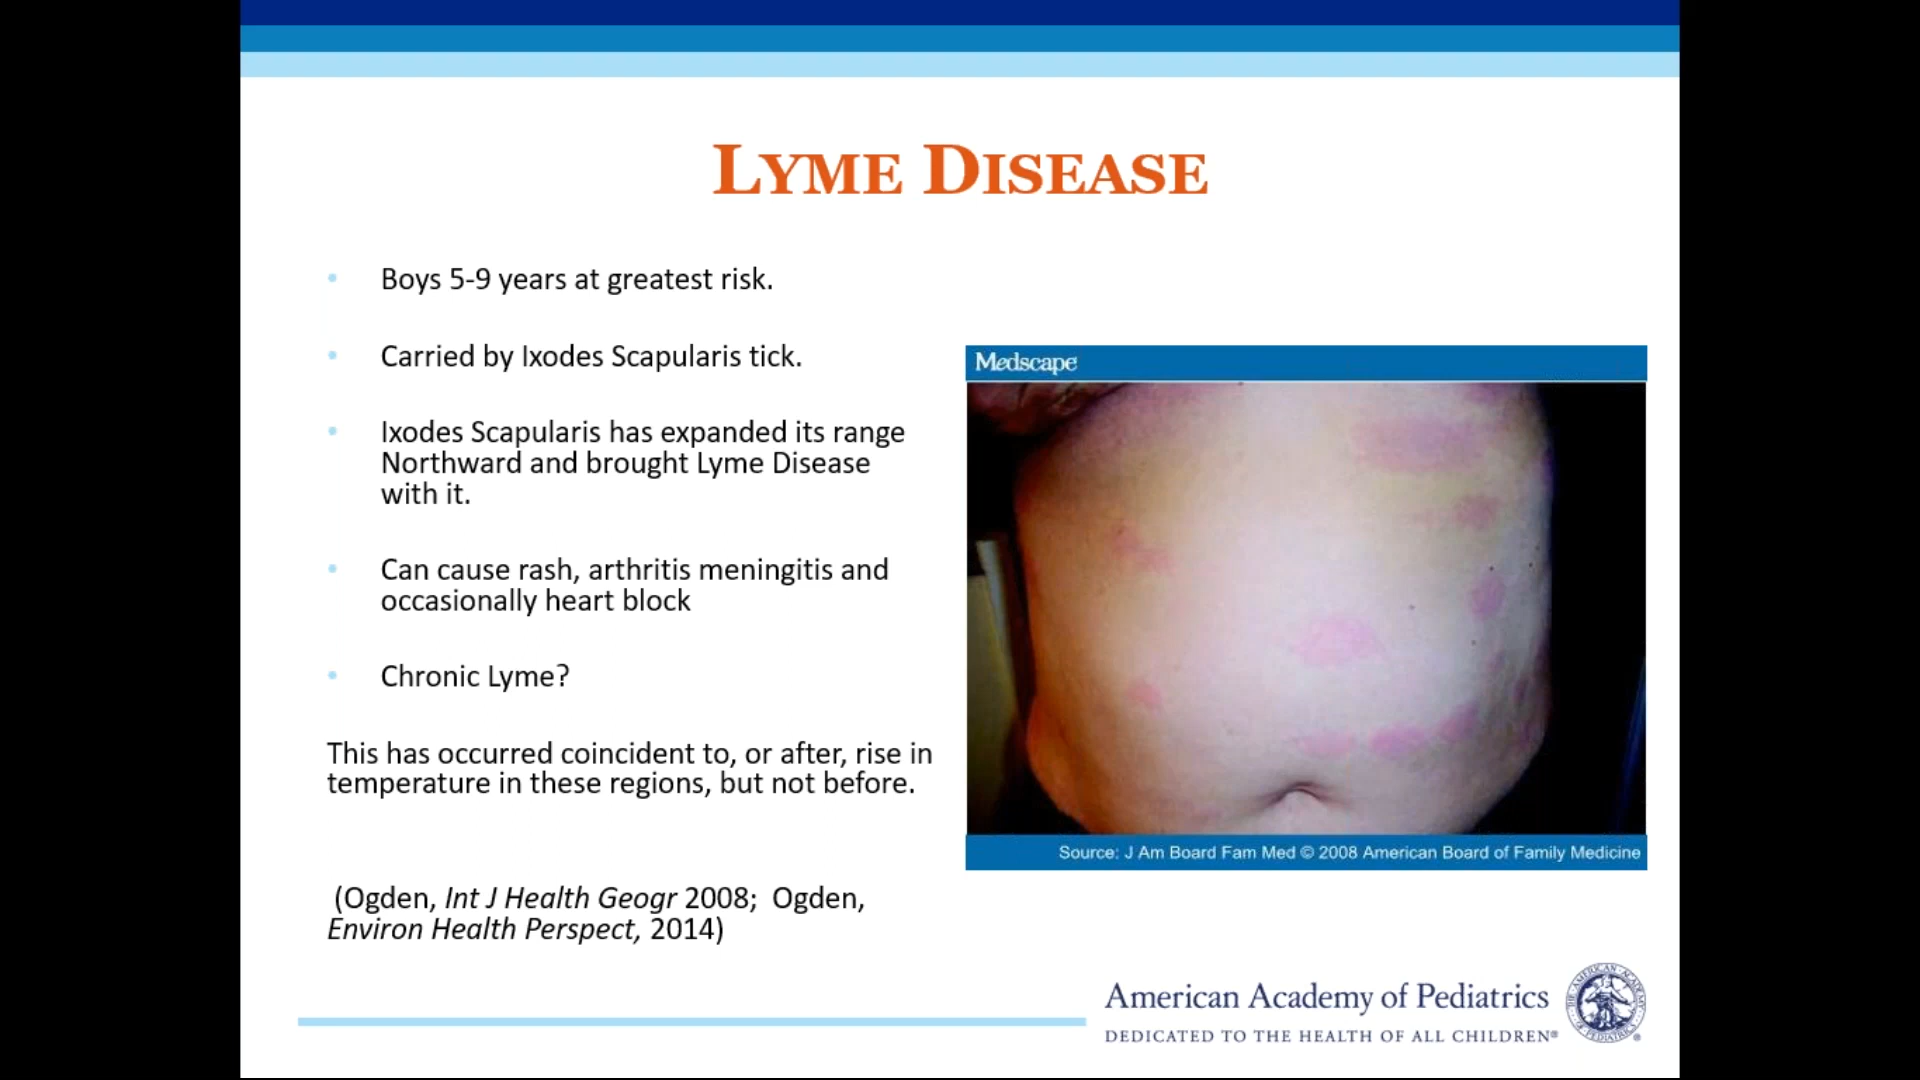 LYME DISEASE
• Boys 5-9 years at greatest risk.
• Carried by Ixodes Scapularis tick.
• Ixodes Scapularis has expanded its range
Northward and brought Lyme Disease
with it.
• Can cause rash, arthritis meningitis and
occasionally heart block
• Chronic Lyme?
This has occurred coincident to, or after, rise in
temperature in these regions, but not before.
(Ogden, Int J Health Geogr 2008; Ogden,
Environ Health Perspect, 2014)
Medscape
Source: J Am Board Fam Med © 2008 American Board of Family Medicine
American Academy of Pediatrics
DEDICATED TO THE HEALTH OF ALL CHILDREN®